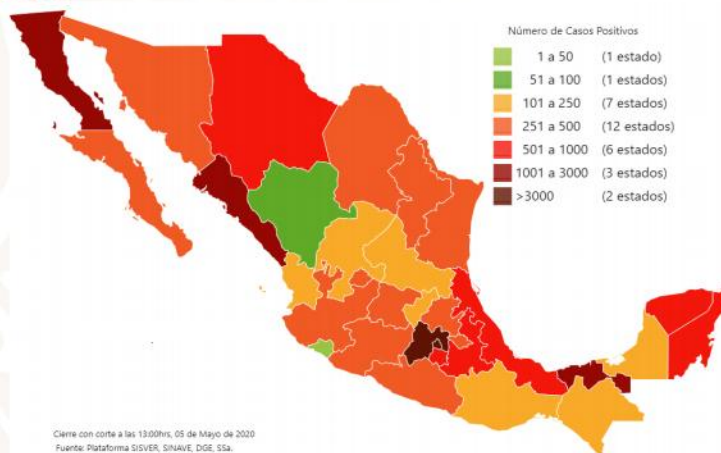 Número de Casos Positivos
1 a 50 (1 estado)
51 a 100 (1 estados)
101 a 250 (7 estados)
251 a 500 (12 estados)
501 a 1000 (6 estados)
1001 a 3000 (3 estados)
>3000 (2 estados)
Cierre con corte a las 13:00hrs, 05 de Mayo de 2020
Fuente: Plataforma SISVER, SINAVE, DGE, SSa.